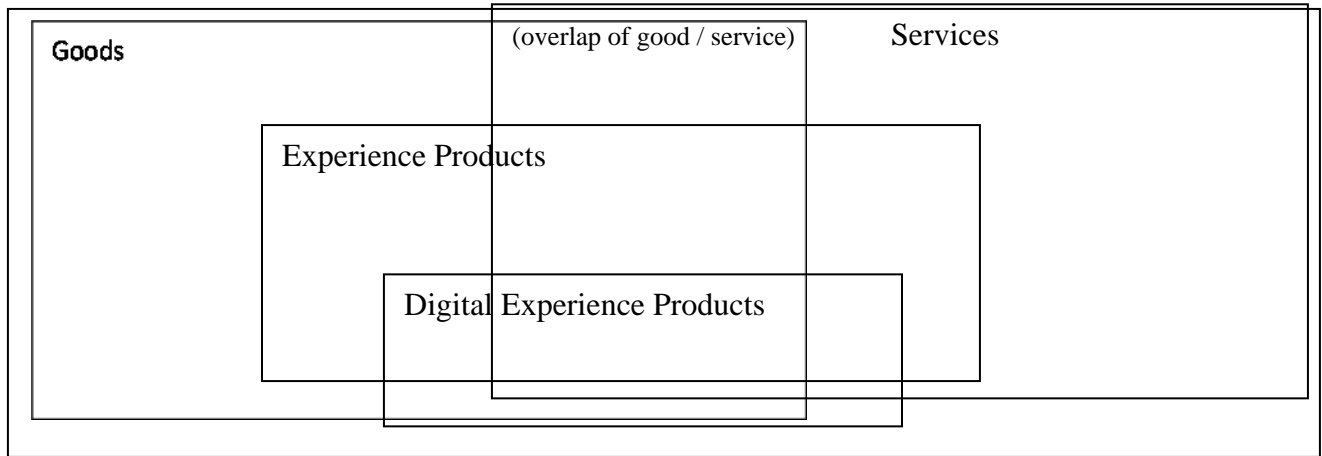 Goods
(overlap of good / service)
Services
Experience Products
Digital Experience Products